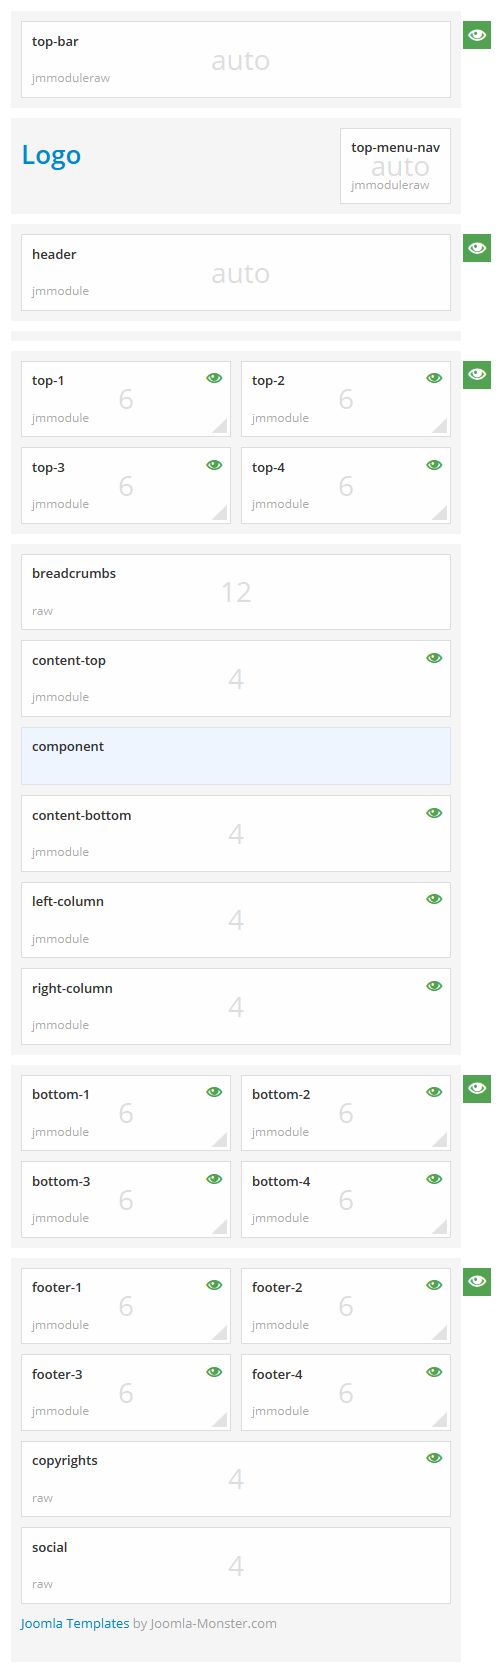 top-bar
auto
jmmoduleraw
Logo
top-menu-nav
auto
jmmoduleraw
header
auto
jmmodule
top-1
6
jmmodule
top-2
6
jmmodule
top-3
6
jmmodule
top-4
6
jmmodule
breadcrumbs
12
raw
content-top
4
jmmodule
component
content-bottom
4
jmmodule
left-column
4
jmmodule
right-column
4
jmmodule
bottom-1
6
jmmodule
bottom-2
6
jmmodule
bottom-3
6
jmmodule
bottom-4
6
jmmodule
footer-1
6
jmmodule
footer-2
6
jmmodule
footer-3
6
jmmodule
footer-4
6
jmmodule
copyrights
4
raw
social
4
raw
Joomla Templates by Joomla-Monster.com